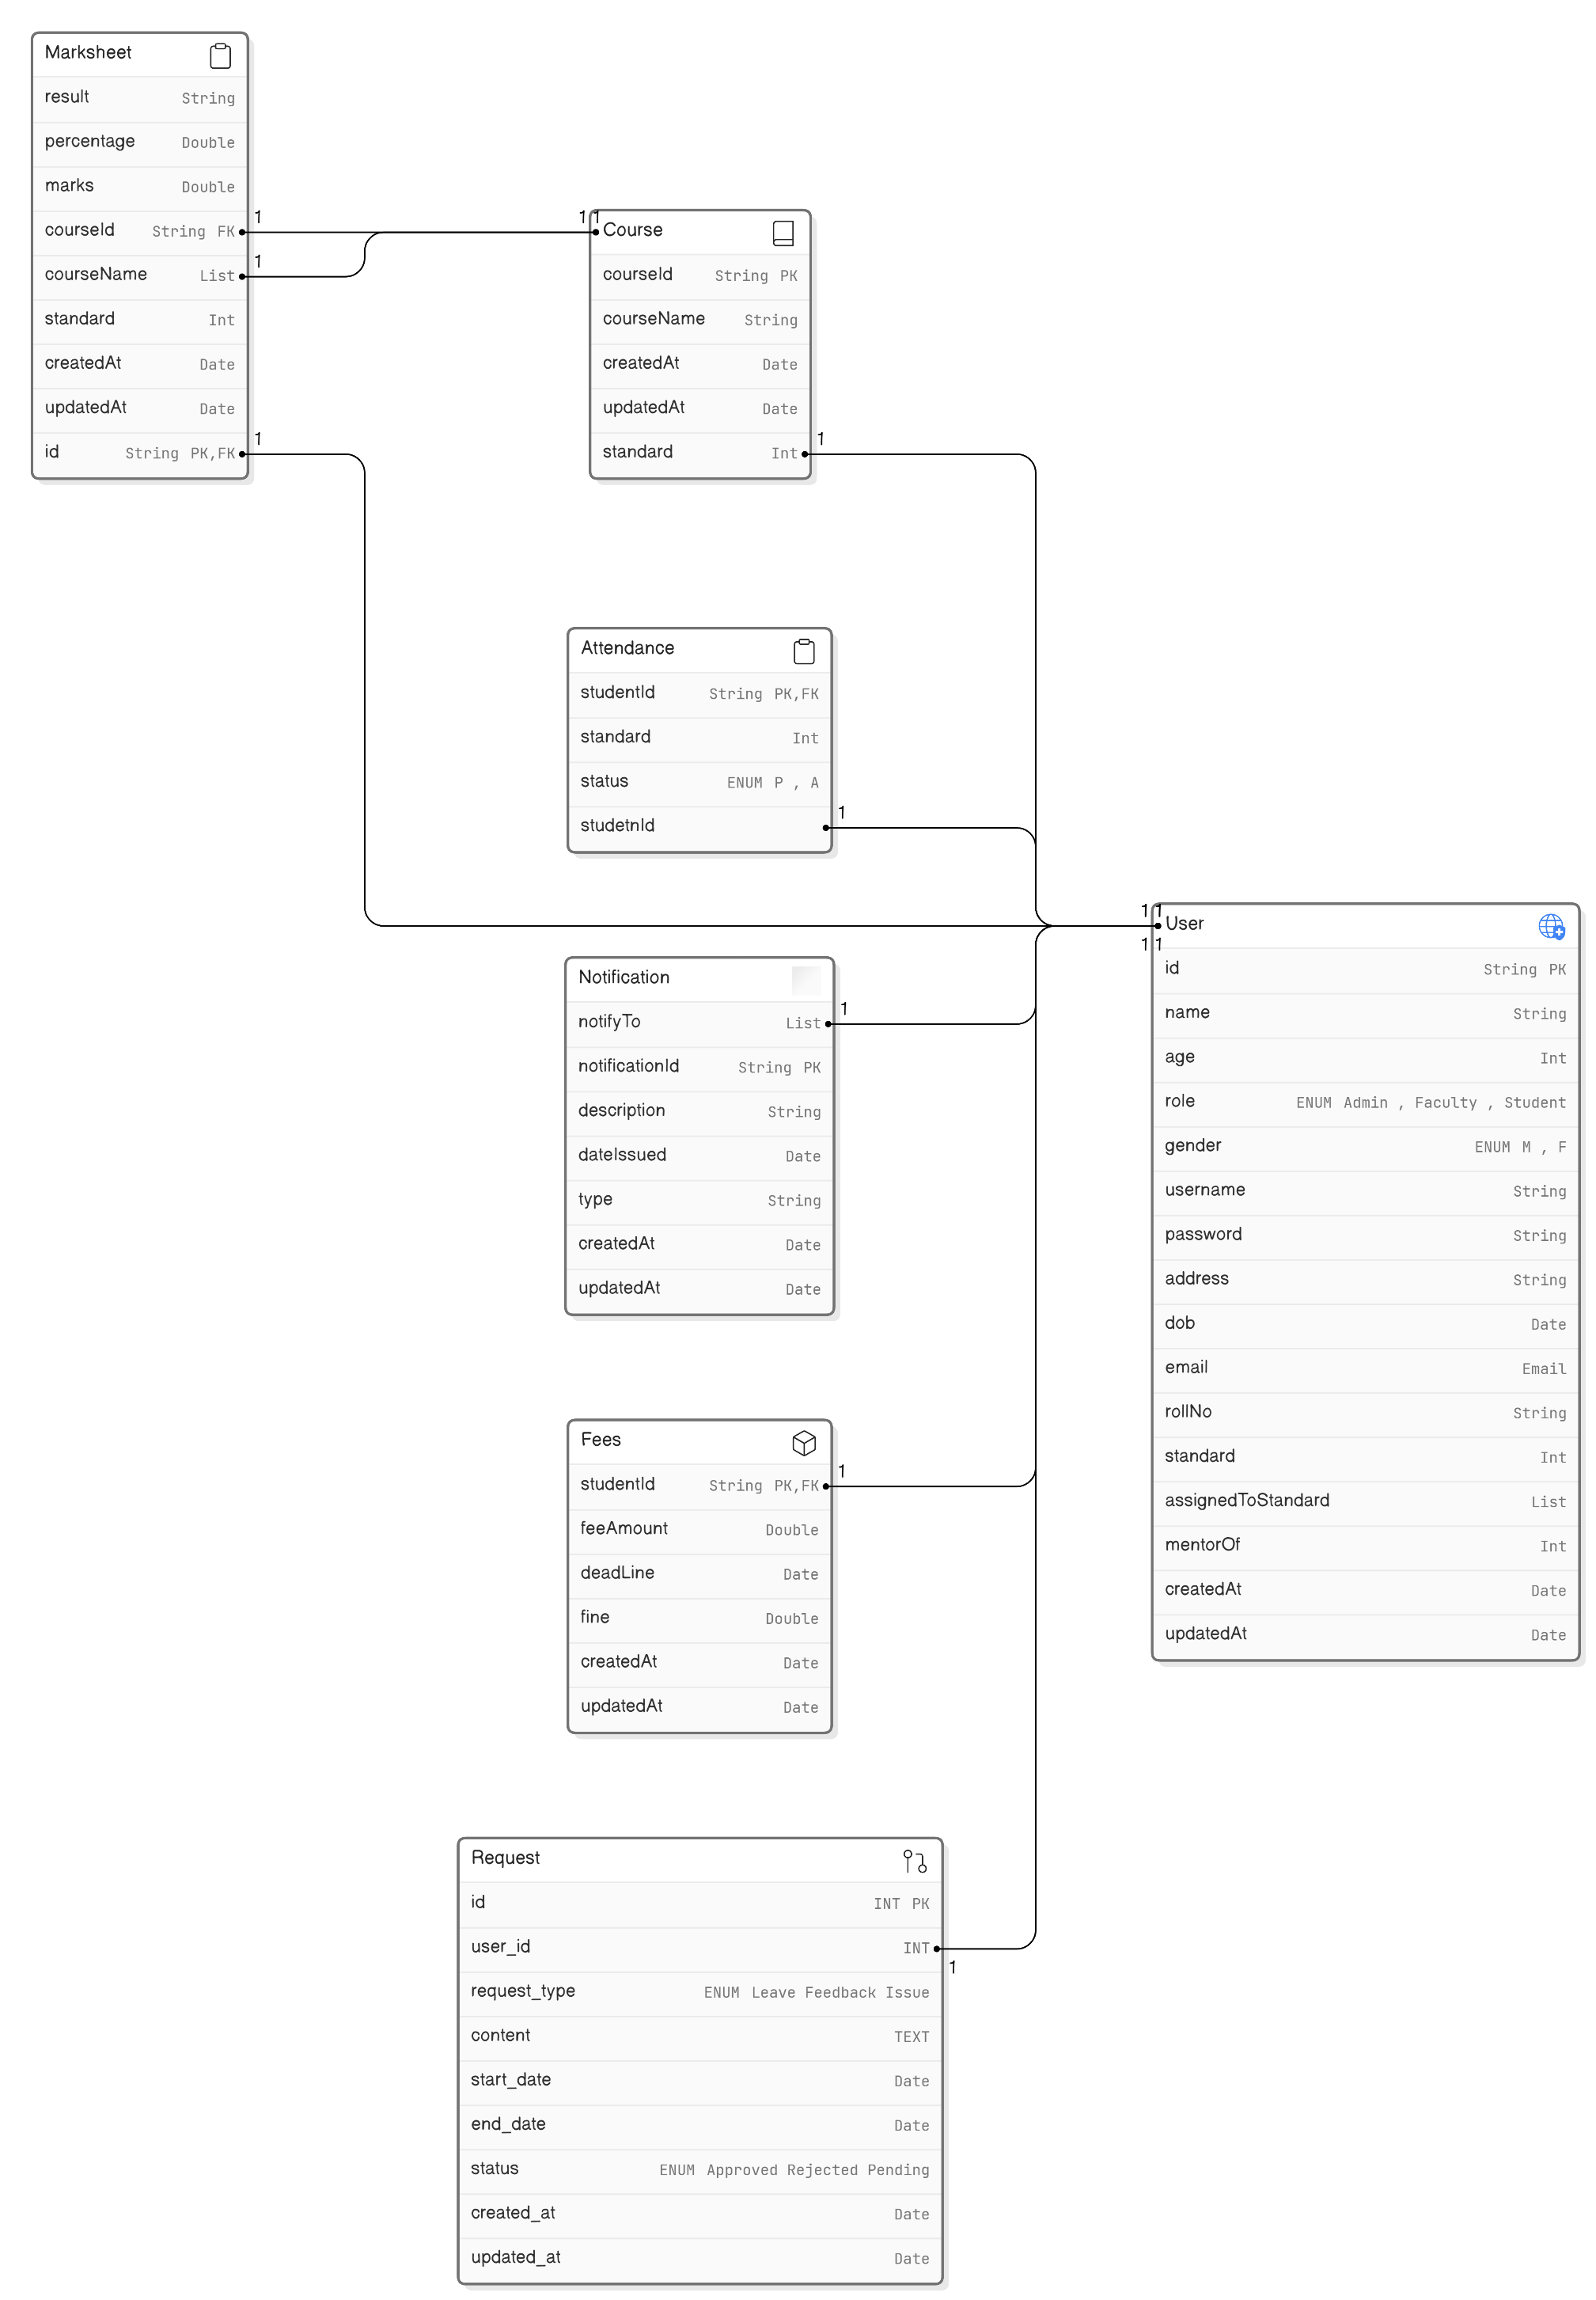 Marksheet
result String
percentage Double
marks Double
courseId String FK
courseName List
standard Int
createdAt Date
updatedAt Date
id String PK,FK
1
1
1
1 1
Course
courseId String PK
courseName String
createdAt Date
updatedAt Date
standard Int
1
Attendance
studentId String PK,FK
standard Int
status ENUM P , A
studetnId
1
Notification
notifyTo List
notificationId String PK
description String
dateIssued Date
type String
createdAt Date
updatedAt Date
1
Fees
studentId String PK,FK
feeAmount Double
deadLine Date
fine Double
createdAt Date
updatedAt Date
1
Request
id INT PK
user_id INT
request_type ENUM Leave Feedback Issue
content TEXT
start_date Date
end_date Date
status ENUM Approved Rejected Pending
created_at Date
updated_at Date
1
1 1
1 1
User
id String PK
name String
age Int
role ENUM Admin , Faculty , Student
gender ENUM M , F
username String
password String
address String
dob Date
email Email
rollNo String
standard Int
assignedToStandard List
mentorOf Int
createdAt Date
updatedAt Date